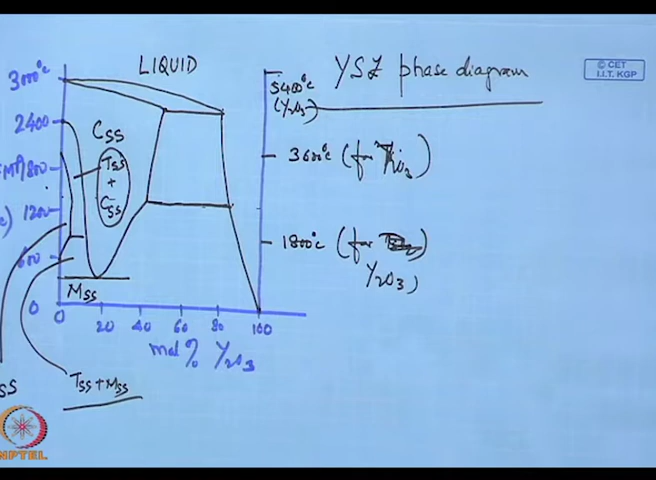 YSZ phase diagram
© CET
I.I.T. KGP
LIQUID
3000°c
5400°c
(Y2O3)
2400
Css
3600°c (for
Tss
+
Css
1800
1200
1800°c (for
Y2O3)
600
Mss
0
0 20 40 60 80 100
mol% Y2O3
SS
Tss + Mss
NPTEL